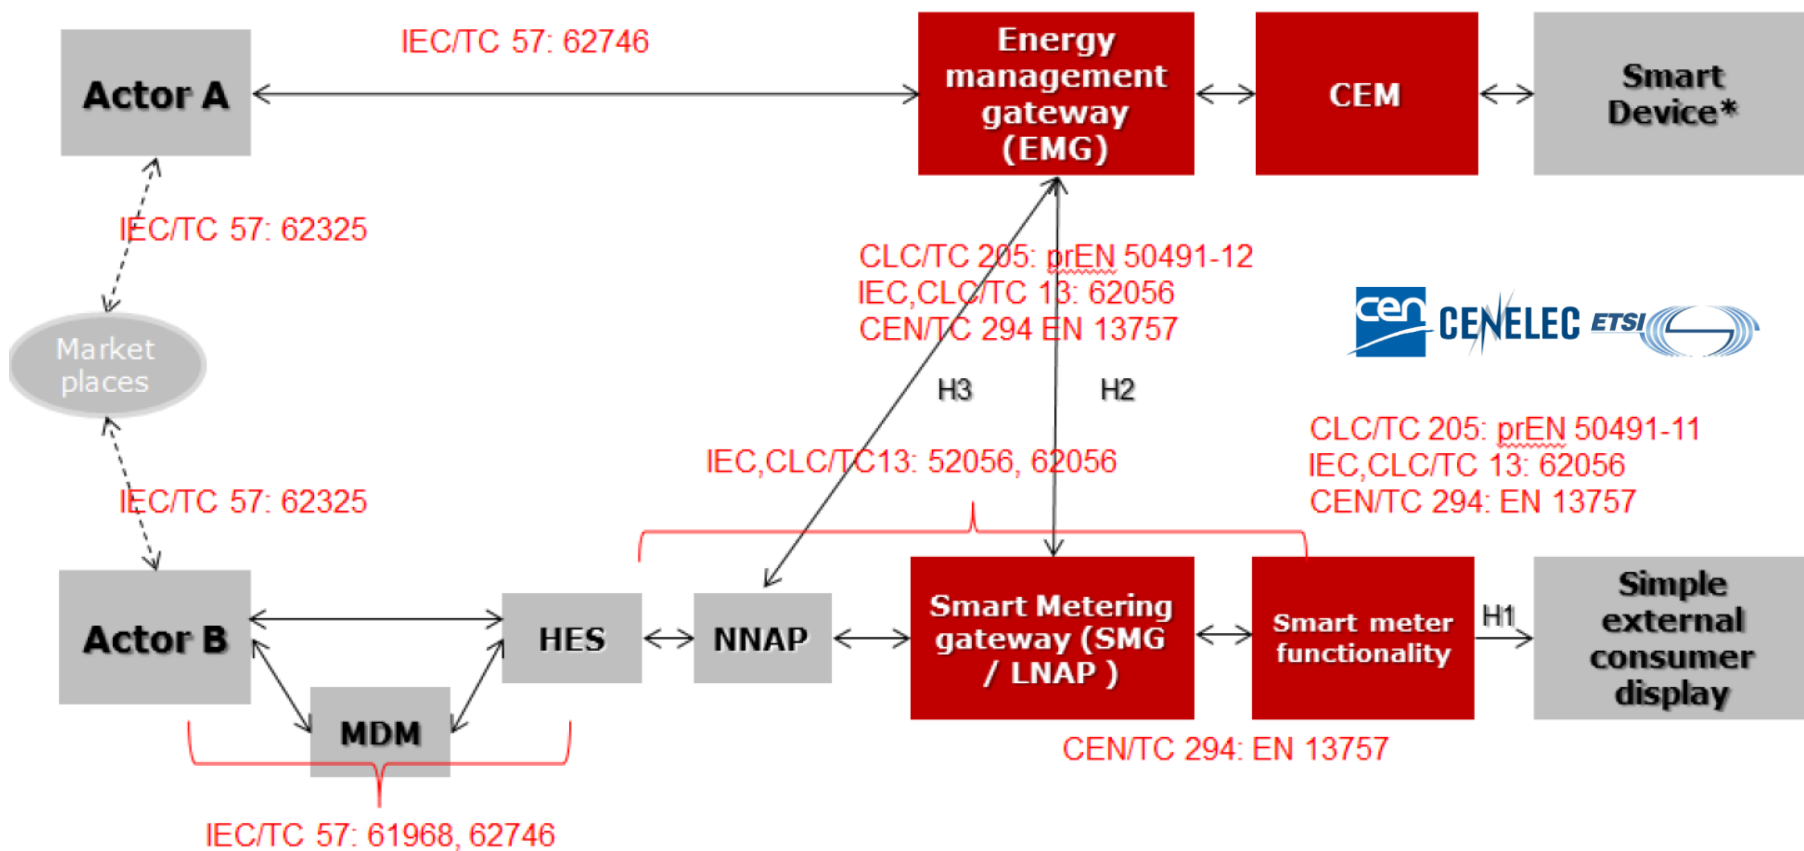 IEC/TC 57: 62746
Actor A
Energy
management
gateway
(EMG)
CEM
Smart
Device*
IEC/TC 57: 62325
CLC/TC 205: prEN 50491-12
IEC,CLC/TC 13: 62056
CEN/TC 294 EN 13757
Market
places
cen
CENELEC
ETSI
H3
H2
CLC/TC 205: prEN 50491-11
IEC,CLC/TC 13: 62056
CEN/TC 294: EN 13757
IEC,CLC/TC13: 52056, 62056
IEC/TC 57: 62325
Actor B
HES
NNAP
Smart Metering
gateway (SMG
/ LNAP )
Smart meter
functionality
H1
Simple
external
consumer
display
MDM
CEN/TC 294: EN 13757
IEC/TC 57: 61968, 62746